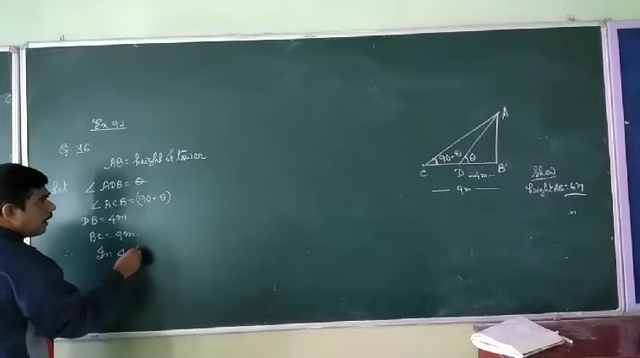 Ex 9.1
Q. 16
AB = height of tower
Let ∠ADB = θ
∠ACB = (90-θ)
DB = 4m
BC = 9m
∴ In Δ
A
90-θ θ
C D B
4m
9m
Show
height AB = 6m